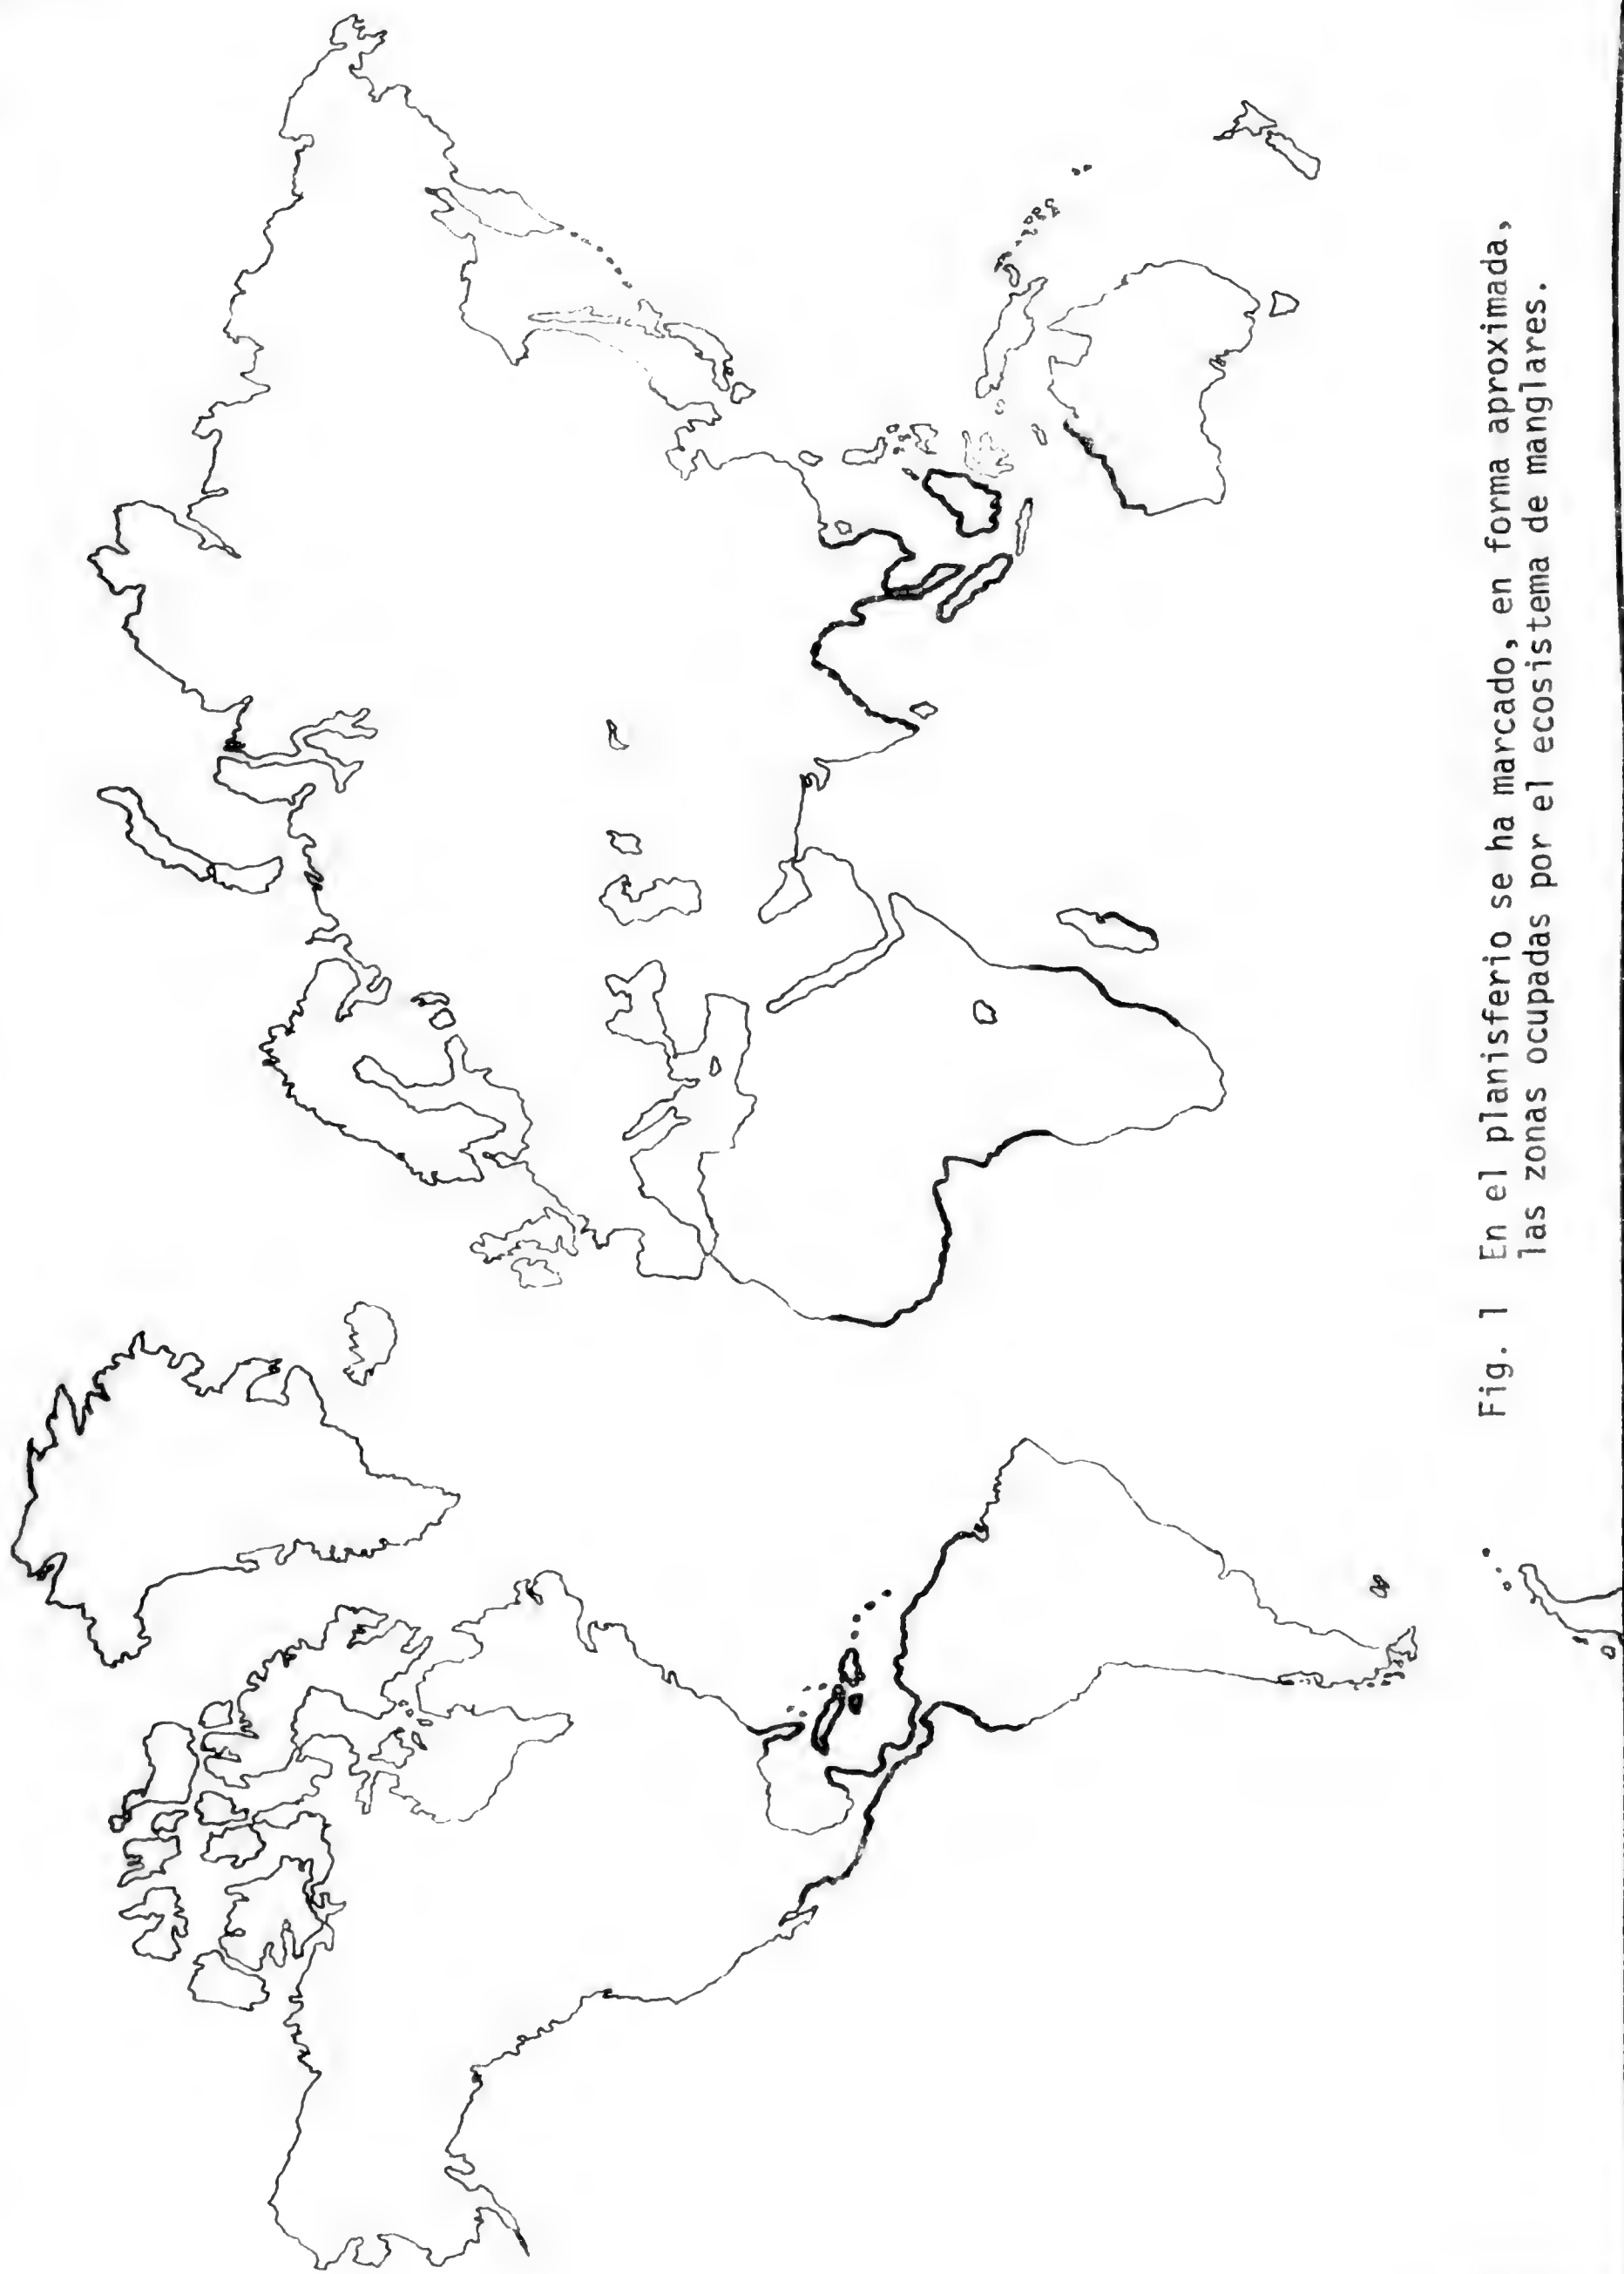 Fig. 1 En el planisferio se ha marcado, en forma aproximada,
las zonas ocupadas por el ecosistema de manglares.